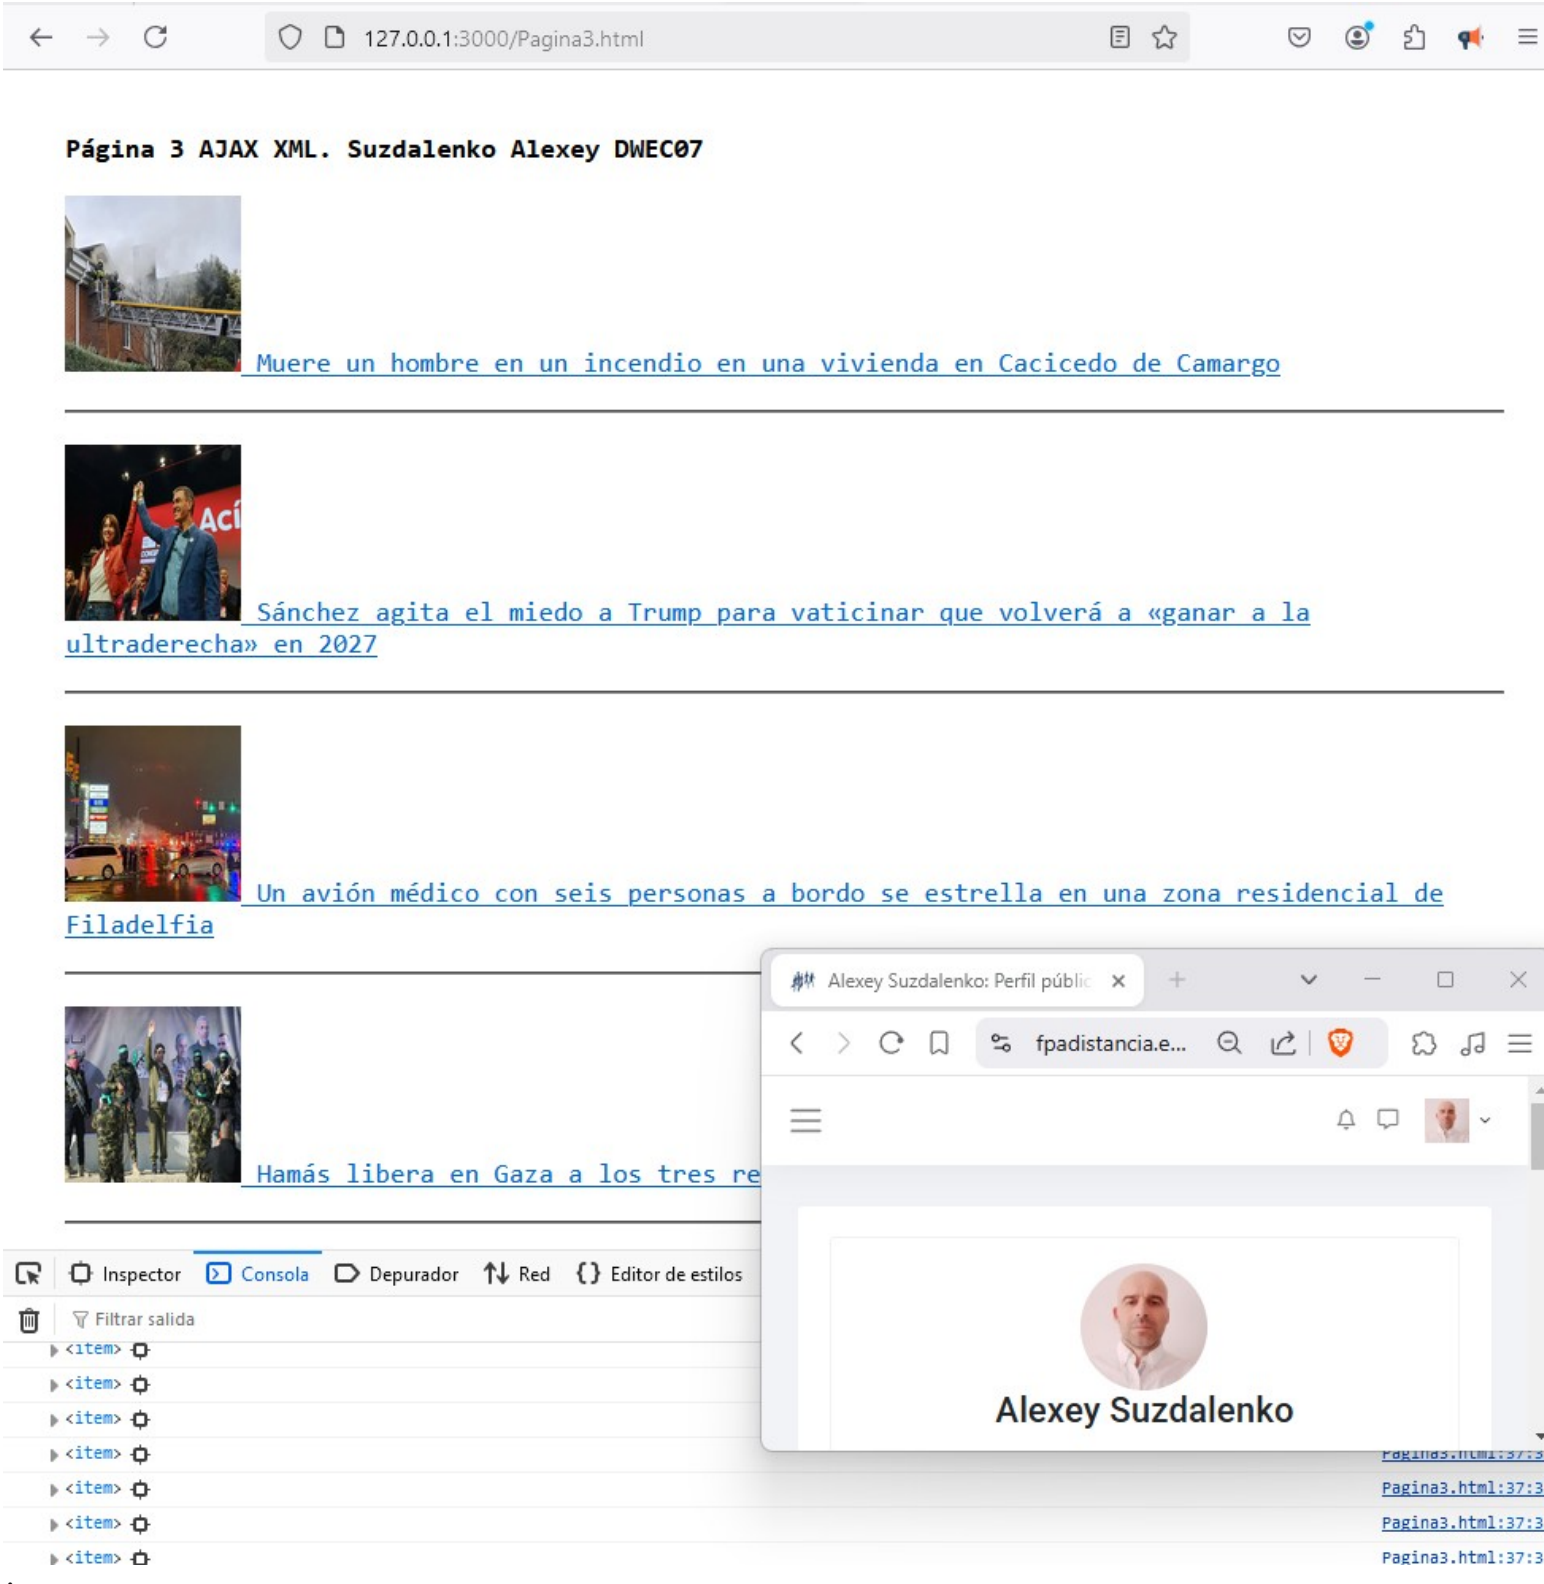 127.0.0.1:3000/Pagina3.html
Página 3 AJAX XML. Suzdalenko Alexey DWEC07
Muere un hombre en un incendio en una vivienda en Cacicedo de Camargo
Ací
Sánchez agita el miedo a Trump para vaticinar que volverá a «ganar a la
ultraderecha» en 2027
Un avión médico con seis personas a bordo se estrella en una zona residencial de
Filadelfia
Hamás libera en Gaza a los tres re
Alexey Suzdalenko: Perfil públic
fpadistancia.e...
Alexey Suzdalenko
Inspector Consola Depurador Red Editor de estilos
Filtrar salida
<item>
<item>
<item>
<item> Pagina3.html:37:3
<item> Pagina3.html:37:3
<item> Pagina3.html:37:3
<item> Pagina3.html:37:3